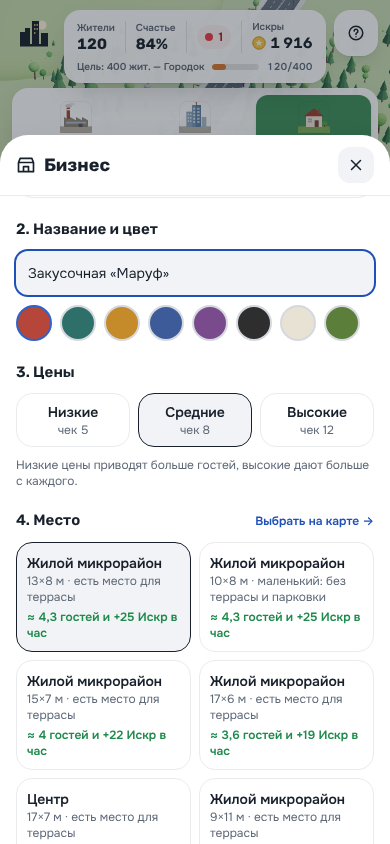 Жители
120
Счастье
84%
1
Искры
1 916
Цель: 400 жит. — Городок
120/400
Бизнес
2. Название и цвет
Закусочная «Маруф»
3. Цены
Низкие
чек 5
Средние
чек 8
Высокие
чек 12
Низкие цены приводят больше гостей, высокие дают больше
с каждого.
4. Место
Выбрать на карте →
Жилой микрорайон
13×8 м · есть место для
террасы
≈ 4,3 гостей и +25 Искр в
час
Жилой микрорайон
10×8 м · маленький: без
террасы и парковки
≈ 4,3 гостей и +25 Искр в
час
Жилой микрорайон
15×7 м · есть место для
террасы
≈ 4 гостей и +22 Искр в
час
Жилой микрорайон
17×6 м · есть место для
террасы
≈ 3,6 гостей и +19 Искр в
час
Центр
17×7 м · есть место для
террасы
Жилой микрорайон
9×11 м · есть место для
террасы